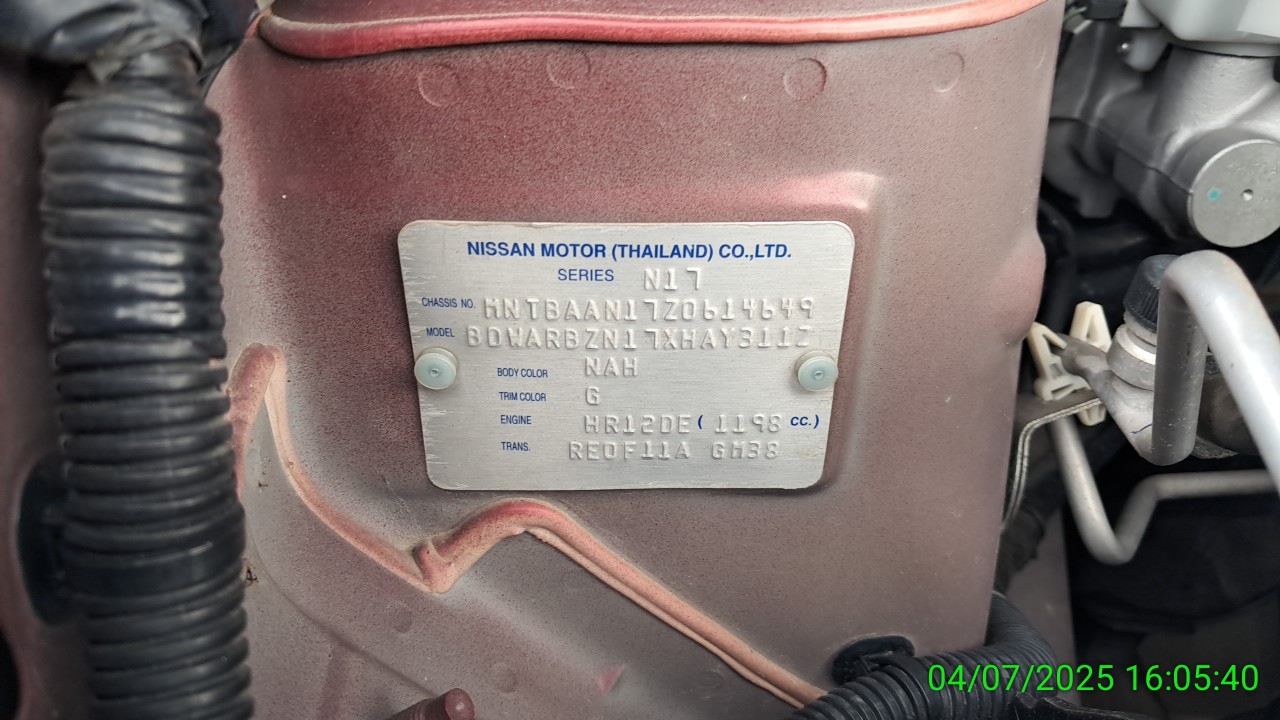 NISSAN MOTOR (THAILAND) CO.,LTD.
SERIES N17
CHASSIS NO. MNTBAAN17Z0614649
MODEL BDWARBZN17XHAY311Z
BODY COLOR NAH
TRIM COLOR G
ENGINE HR12DE ( 1198 CC.)
TRANS. RE0F11A GM38
04/07/2025 16:05:40